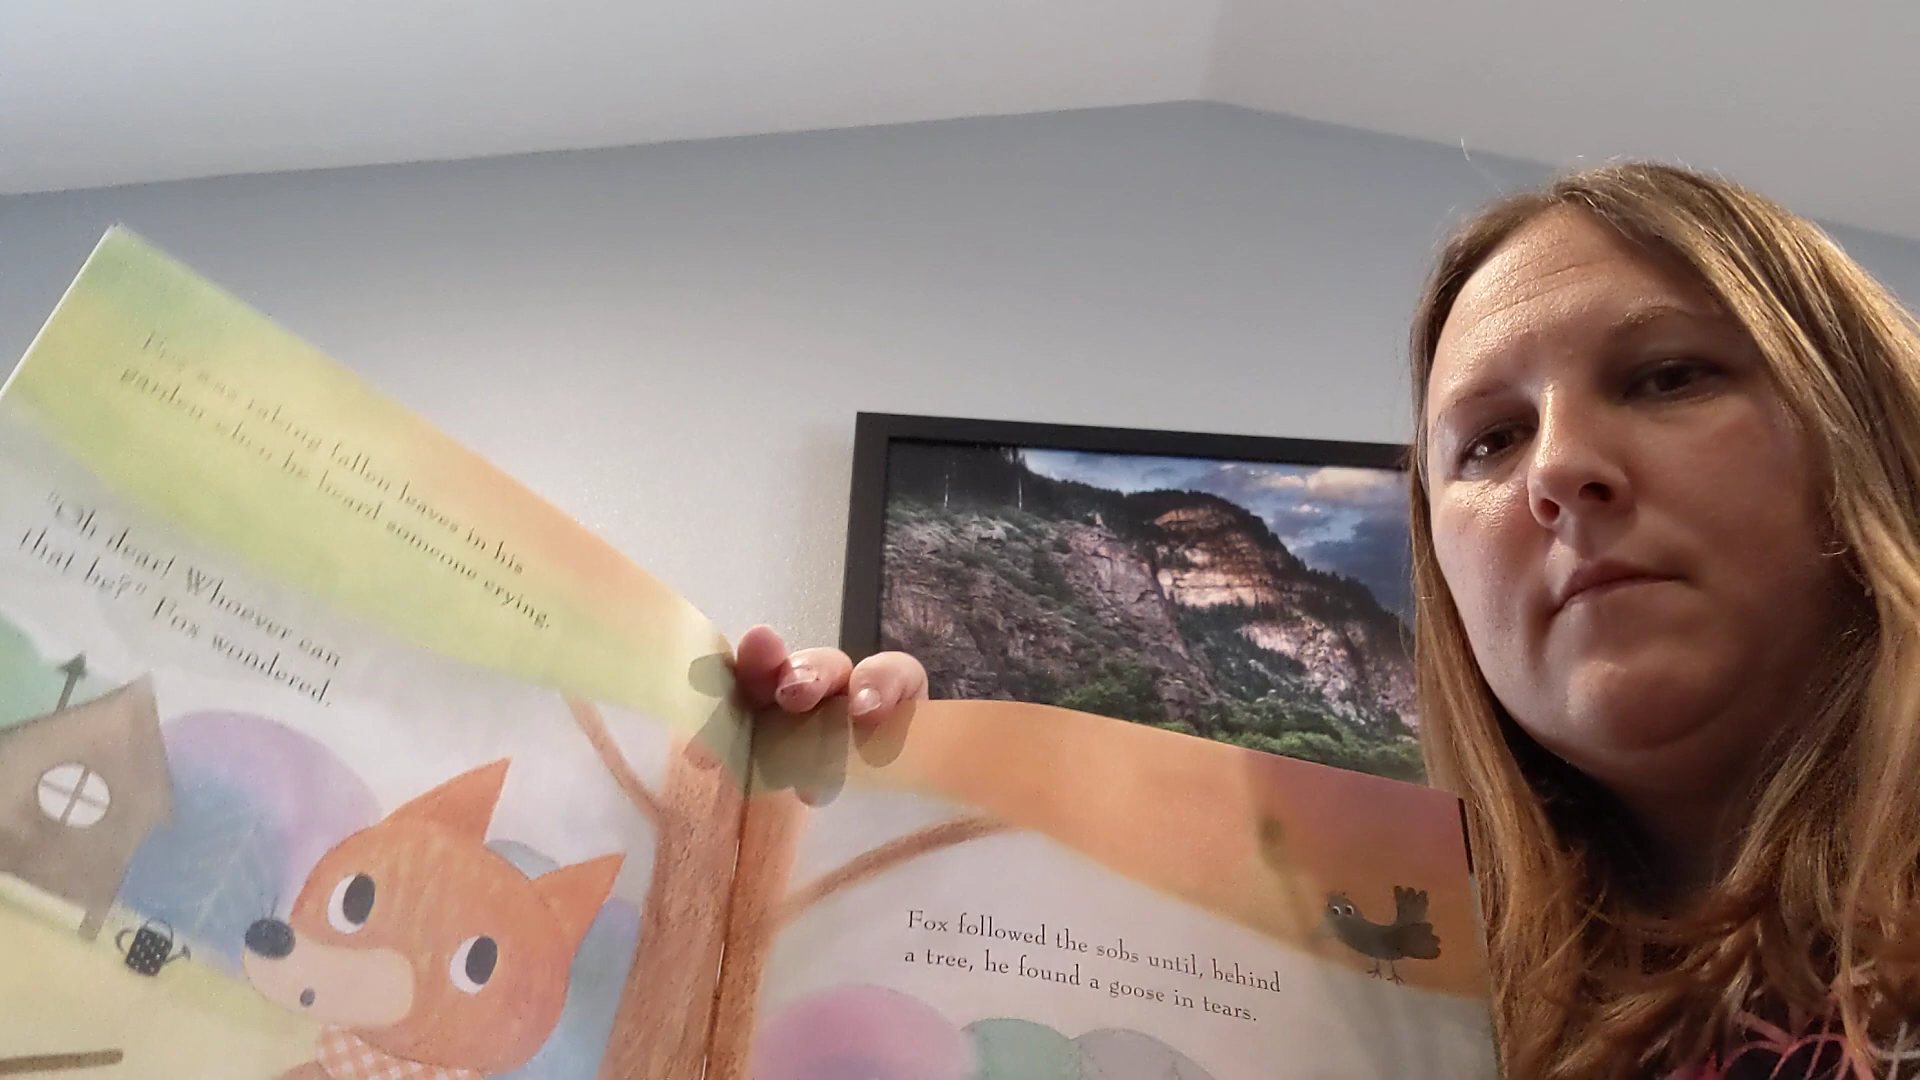 Fox was raking fallen leaves in his
garden when he heard someone crying.
"Oh dear! Whoever can
that be?" Fox wondered.
Fox followed the sobs until, behind
a tree, he found a goose in tears.